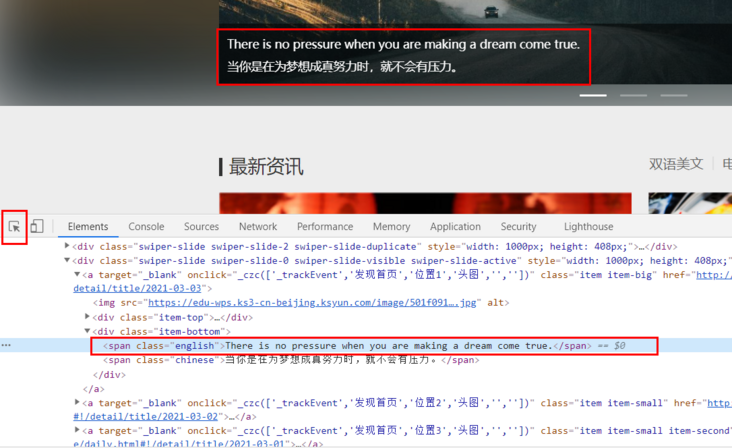 There is no pressure when you are making a dream come true.
当你是在为梦想成真努力时，就不会有压力。
最新资讯
双语美文
Elements Console Sources Network Performance Memory Application Security Lighthouse
<div class="swiper-slide swiper-slide-2 swiper-slide-duplicate" style="width: 1000px; height: 408px;">…</div>
<div class="swiper-slide swiper-slide-0 swiper-slide-visible swiper-slide-active" style="width: 1000px; height: 408px;">
<a target="_blank" onclick="_czc(['_trackEvent','发现首页','位置1','头图','',''])" class="item item-big" href="http:/
detail/title/2021-03-03">
<img src="https://edu-wps.ks3-cn-beijing.ksyun.com/image/501f091….jpg" alt>
<div class="item-top">…</div>
<div class="item-bottom">
<span class="english">There is no pressure when you are making a dream come true.</span> == $0
<span class="chinese">当你是在为梦想成真努力时，就不会有压力。</span>
</div>
</a>
<a target="_blank" onclick="_czc(['_trackEvent','发现首页','位置2','头图','',''])" class="item item-small" href="http:
#!/detail/title/2021-03-02">…</a>
<a target="_blank" onclick="_czc(['_trackEvent','发现首页','位置3','头图','',''])" class="item item-small item-second"
e/daily.html#!/detail/title/2021-03-01">…</a>